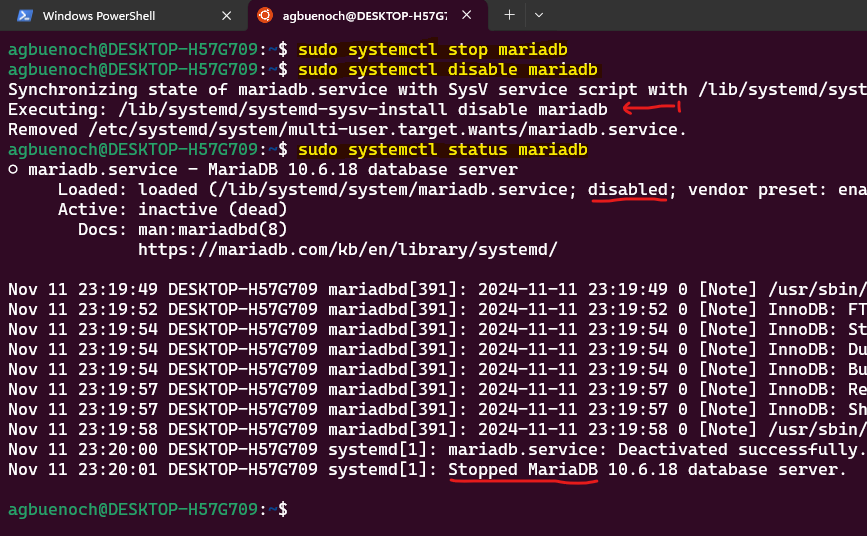 Windows PowerShell
agbuenoch@DESKTOP-H57G7
agbuenoch@DESKTOP-H57G709:~$ sudo systemctl stop mariadb
agbuenoch@DESKTOP-H57G709:~$ sudo systemctl disable mariadb
Synchronizing state of mariadb.service with SysV service script with /lib/systemd/syst
Executing: /lib/systemd/systemd-sysv-install disable mariadb
Removed /etc/systemd/system/multi-user.target.wants/mariadb.service.
agbuenoch@DESKTOP-H57G709:~$ sudo systemctl status mariadb
○ mariadb.service - MariaDB 10.6.18 database server
Loaded: loaded (/lib/systemd/system/mariadb.service; disabled; vendor preset: ena
Active: inactive (dead)
Docs: man:mariadbd(8)
https://mariadb.com/kb/en/library/systemd/
Nov 11 23:19:49 DESKTOP-H57G709 mariadbd[391]: 2024-11-11 23:19:49 0 [Note] /usr/sbin/
Nov 11 23:19:52 DESKTOP-H57G709 mariadbd[391]: 2024-11-11 23:19:52 0 [Note] InnoDB: FT
Nov 11 23:19:54 DESKTOP-H57G709 mariadbd[391]: 2024-11-11 23:19:54 0 [Note] InnoDB: St
Nov 11 23:19:54 DESKTOP-H57G709 mariadbd[391]: 2024-11-11 23:19:54 0 [Note] InnoDB: Du
Nov 11 23:19:54 DESKTOP-H57G709 mariadbd[391]: 2024-11-11 23:19:54 0 [Note] InnoDB: Bu
Nov 11 23:19:57 DESKTOP-H57G709 mariadbd[391]: 2024-11-11 23:19:57 0 [Note] InnoDB: Re
Nov 11 23:19:57 DESKTOP-H57G709 mariadbd[391]: 2024-11-11 23:19:57 0 [Note] InnoDB: Sh
Nov 11 23:19:58 DESKTOP-H57G709 mariadbd[391]: 2024-11-11 23:19:58 0 [Note] /usr/sbin/
Nov 11 23:20:00 DESKTOP-H57G709 systemd[1]: mariadb.service: Deactivated successfully.
Nov 11 23:20:01 DESKTOP-H57G709 systemd[1]: Stopped MariaDB 10.6.18 database server.
agbuenoch@DESKTOP-H57G709:~$